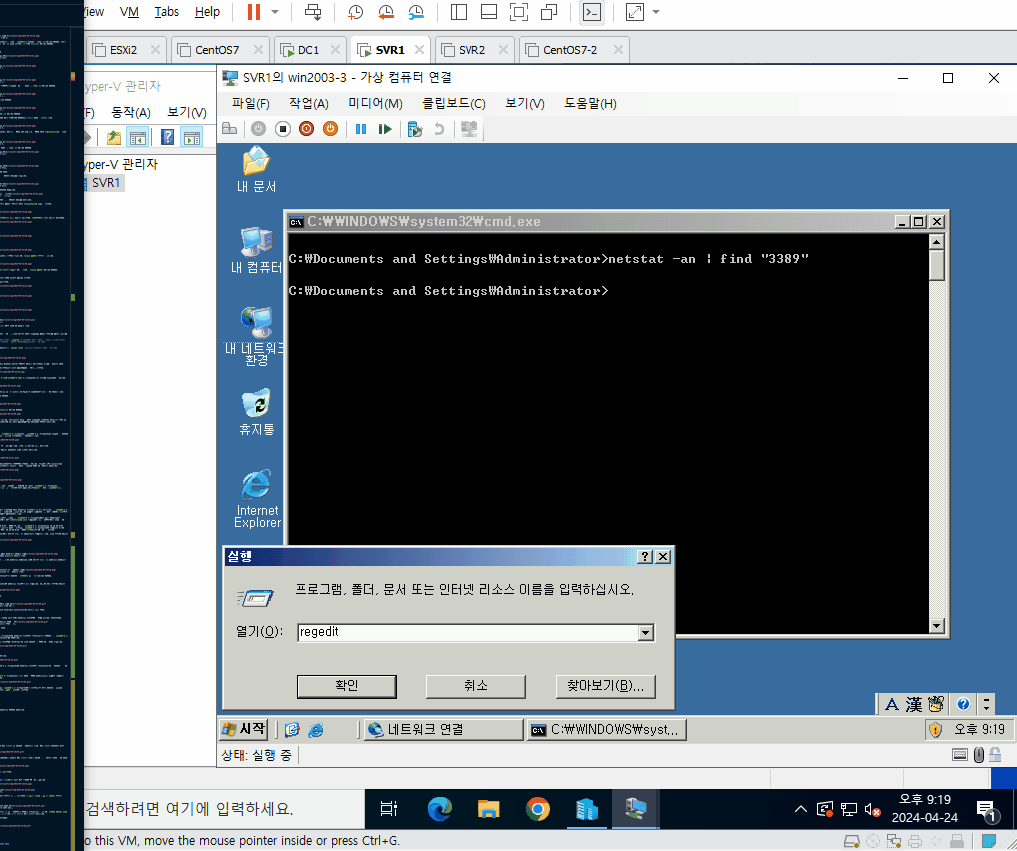 iew VM Tabs Help
ESXi2 CentOS7 DC1 SVR1 SVR2 CentOS7-2
yper-V 관리자
(F) 동작(A) 보기(V)
yper-V 관리자
SVR1
SVR1의 win2003-3 - 가상 컴퓨터 연결
파일(F) 작업(A) 미디어(M) 클립보드(C) 보기(V) 도움말(H)
내 문서
내 컴퓨터
내 네트워크
환경
휴지통
Internet
Explorer
C:₩WINDOWS₩system32₩cmd.exe
C:₩Documents and Settings₩Administrator>netstat -an | find "3389"
C:₩Documents and Settings₩Administrator>
실행
프로그램, 폴더, 문서 또는 인터넷 리소스 이름을 입력하십시오.
열기(O): regedit
확인 취소 찾아보기(B)...
A 漢
시작 네트워크 연결 C:₩WINDOWS₩syst... 오후 9:19
상태: 실행 중
검색하려면 여기에 입력하세요.
오후 9:19
2024-04-24
1
o this VM, move the mouse pointer inside or press Ctrl+G.